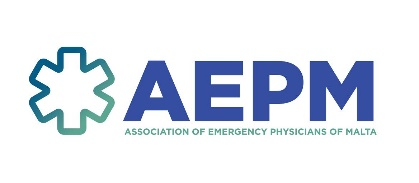 AEPM
ASSOCIATION OF EMERGENCY PHYSICIANS OF MALTA